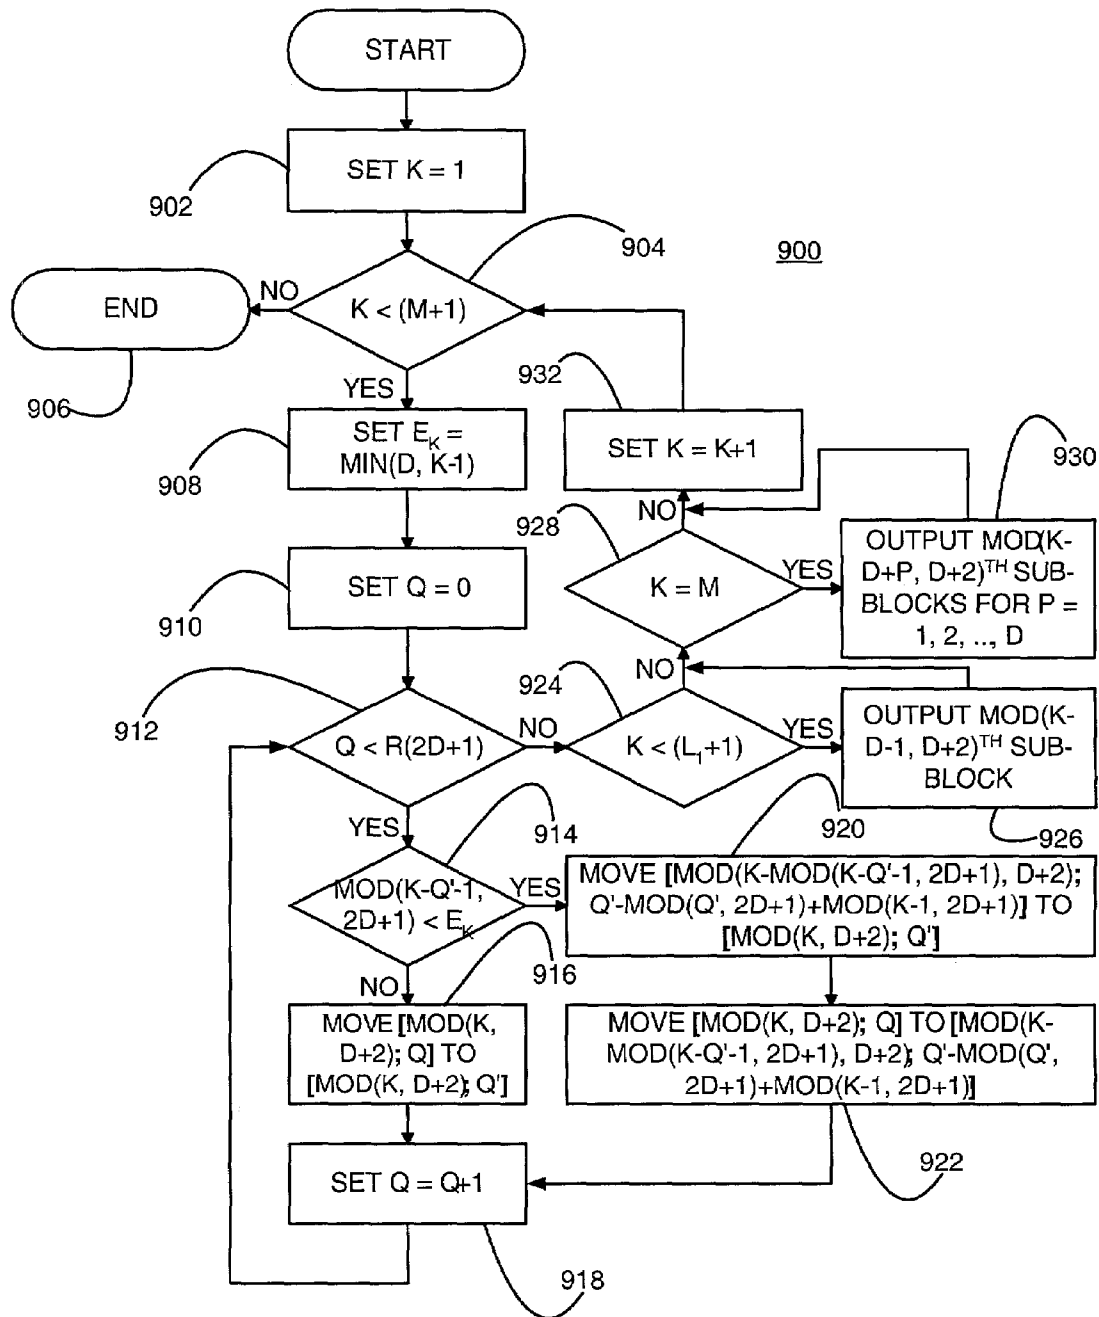 START
SET K = 1
902
904
900
K < (M+1)
NO
END
906
YES
932
SET E_K =
MIN(D, K-1)
908
SET K = K+1
930
NO
928
OUTPUT MOD(K-
D+P, D+2)^TH SUB-
BLOCKS FOR P =
1, 2, .., D
K = M
YES
SET Q = 0
910
NO
924
912
Q < R(2D+1)
NO
K < (L_I+1)
YES
OUTPUT MOD(K-
D-1, D+2)^TH SUB-
BLOCK
926
YES
914
920
MOD(K-Q'-1,
2D+1) < E_K
YES
MOVE [MOD(K-MOD(K-Q'-1, 2D+1), D+2);
Q'-MOD(Q', 2D+1)+MOD(K-1, 2D+1)] TO
[MOD(K, D+2); Q']
NO
916
MOVE [MOD(K,
D+2); Q] TO
[MOD(K, D+2); Q']
MOVE [MOD(K, D+2); Q] TO [MOD(K-
MOD(K-Q'-1, 2D+1), D+2); Q'-MOD(Q',
2D+1)+MOD(K-1, 2D+1)]
922
SET Q = Q+1
918